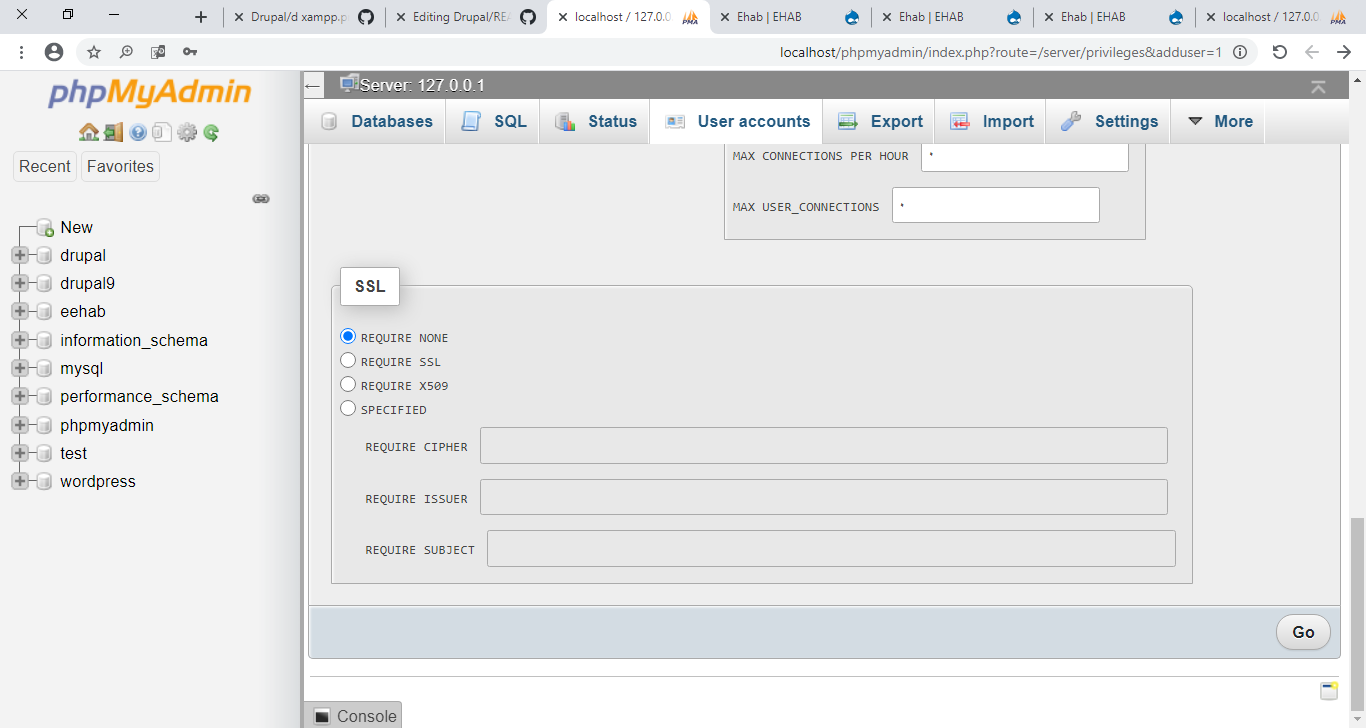 Drupal/d xampp.p
Editing Drupal/REA
localhost / 127.0.0.
Ehab | EHAB
Ehab | EHAB
Ehab | EHAB
localhost / 127.0.0.
localhost/phpmyadmin/index.php?route=/server/privileges&adduser=1
phpMyAdmin
Recent
Favorites
New
drupal
drupal9
eehab
information_schema
mysql
performance_schema
phpmyadmin
test
wordpress
Server: 127.0.0.1
Databases
SQL
Status
User accounts
Export
Import
Settings
More
MAX CONNECTIONS PER HOUR
MAX USER_CONNECTIONS
SSL
REQUIRE NONE
REQUIRE SSL
REQUIRE X509
SPECIFIED
REQUIRE CIPHER
REQUIRE ISSUER
REQUIRE SUBJECT
Go
Console